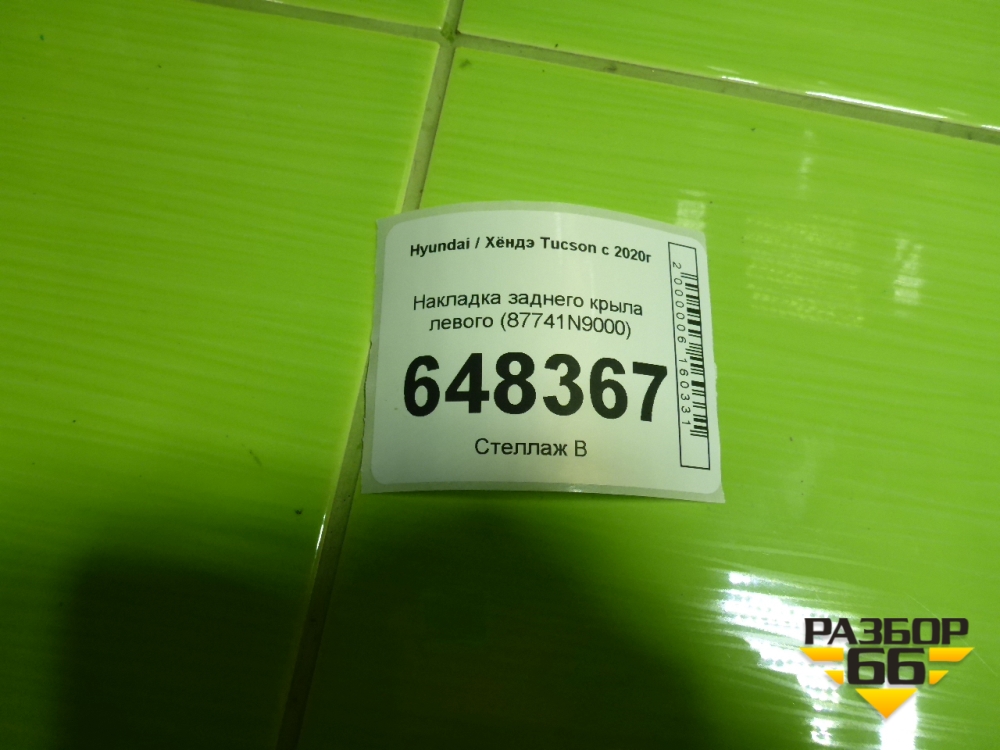 Hyundai / Хёндэ Tucson с 2020г
Накладка заднего крыла
левого (87741N9000)
648367
Стеллаж В
2000006160331
РАЗБОР
66